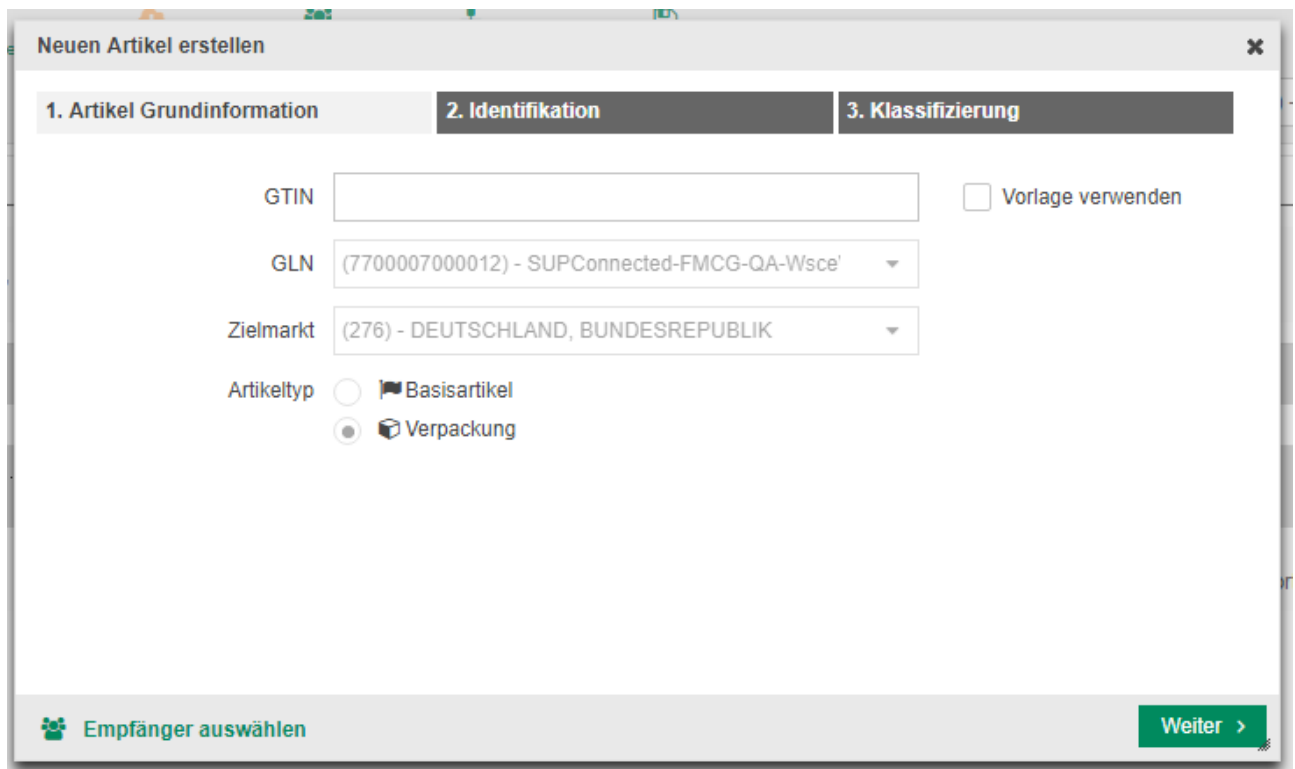 Neuen Artikel erstellen
1. Artikel Grundinformation 2. Identifikation 3. Klassifizierung
GTIN Vorlage verwenden
GLN (7700007000012) - SUPConnected-FMCG-QA-Wsce'
Zielmarkt (276) - DEUTSCHLAND, BUNDESREPUBLIK
Artikeltyp Basisartikel
Verpackung
Empfänger auswählen Weiter